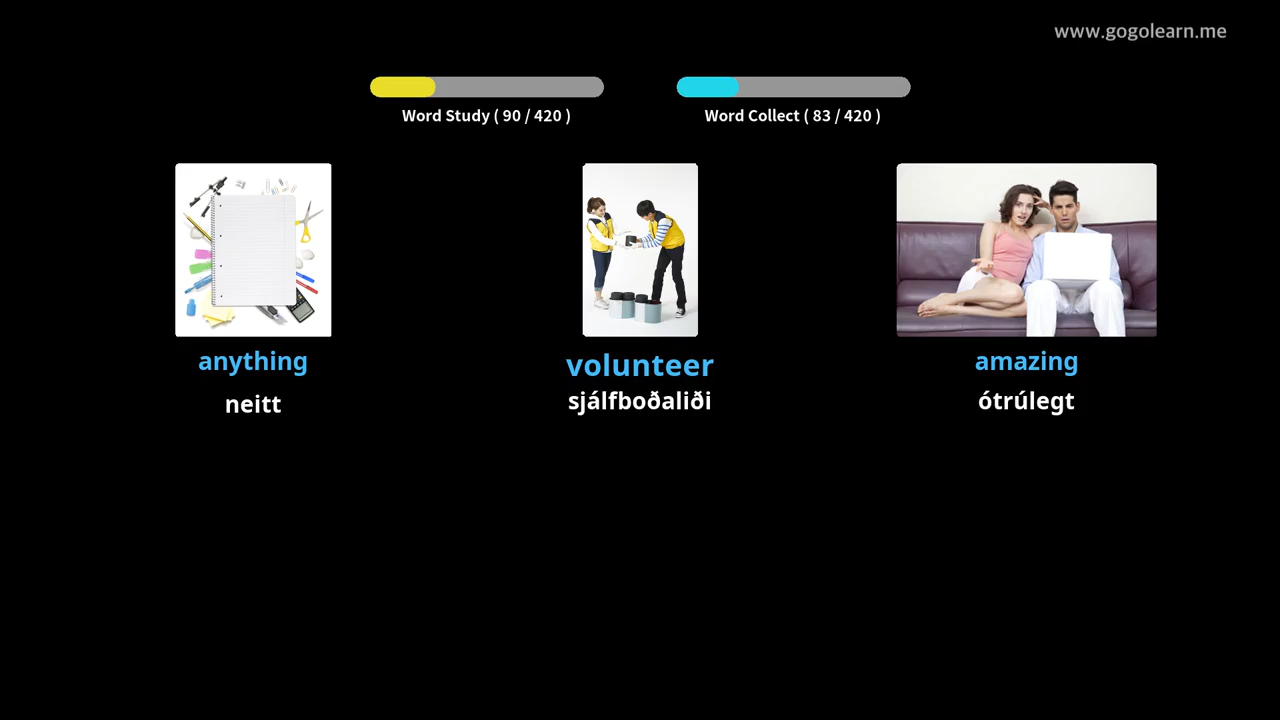 www.gogolearn.me
Word Study ( 90 / 420 )
Word Collect ( 83 / 420 )
anything
neitt
volunteer
sjálfboðaliði
amazing
ótrúlegt